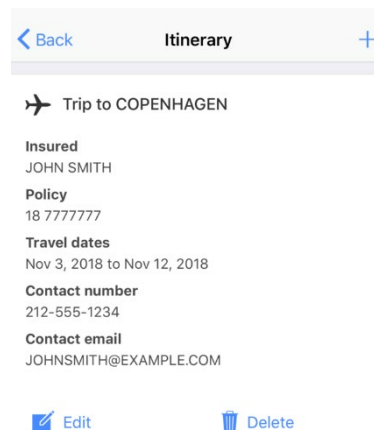 Back Itinerary +
Trip to COPENHAGEN
Insured
JOHN SMITH
Policy
18 7777777
Travel dates
Nov 3, 2018 to Nov 12, 2018
Contact number
212-555-1234
Contact email
JOHNSMITH@EXAMPLE.COM
Edit Delete